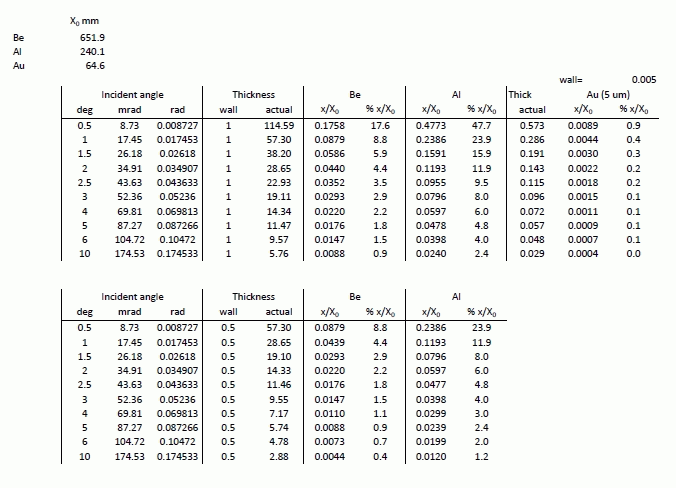 X₀ mm
Be 651.9
Al 240.1
Au 64.6
wall= 0.005
Incident angle Thickness Be Al Thick Au (5 um)
deg mrad rad wall actual x/X₀ % x/X₀ x/X₀ % x/X₀ actual x/X₀ % x/X₀
0.5 8.73 0.008727 1 114.59 0.1758 17.6 0.4773 47.7 0.573 0.0089 0.9
1 17.45 0.017453 1 57.30 0.0879 8.8 0.2386 23.9 0.286 0.0044 0.4
1.5 26.18 0.02618 1 38.20 0.0586 5.9 0.1591 15.9 0.191 0.0030 0.3
2 34.91 0.034907 1 28.65 0.0440 4.4 0.1193 11.9 0.143 0.0022 0.2
2.5 43.63 0.043633 1 22.93 0.0352 3.5 0.0955 9.5 0.115 0.0018 0.2
3 52.36 0.05236 1 19.11 0.0293 2.9 0.0796 8.0 0.096 0.0015 0.1
4 69.81 0.069813 1 14.34 0.0220 2.2 0.0597 6.0 0.072 0.0011 0.1
5 87.27 0.087266 1 11.47 0.0176 1.8 0.0478 4.8 0.057 0.0009 0.1
6 104.72 0.10472 1 9.57 0.0147 1.5 0.0398 4.0 0.048 0.0007 0.1
10 174.53 0.174533 1 5.76 0.0088 0.9 0.0240 2.4 0.029 0.0004 0.0
Incident angle Thickness Be Al
deg mrad rad wall actual x/X₀ % x/X₀ x/X₀ % x/X₀
0.5 8.73 0.008727 0.5 57.30 0.0879 8.8 0.2386 23.9
1 17.45 0.017453 0.5 28.65 0.0439 4.4 0.1193 11.9
1.5 26.18 0.02618 0.5 19.10 0.0293 2.9 0.0796 8.0
2 34.91 0.034907 0.5 14.33 0.0220 2.2 0.0597 6.0
2.5 43.63 0.043633 0.5 11.46 0.0176 1.8 0.0477 4.8
3 52.36 0.05236 0.5 9.55 0.0147 1.5 0.0398 4.0
4 69.81 0.069813 0.5 7.17 0.0110 1.1 0.0299 3.0
5 87.27 0.087266 0.5 5.74 0.0088 0.9 0.0239 2.4
6 104.72 0.10472 0.5 4.78 0.0073 0.7 0.0199 2.0
10 174.53 0.174533 0.5 2.88 0.0044 0.4 0.0120 1.2